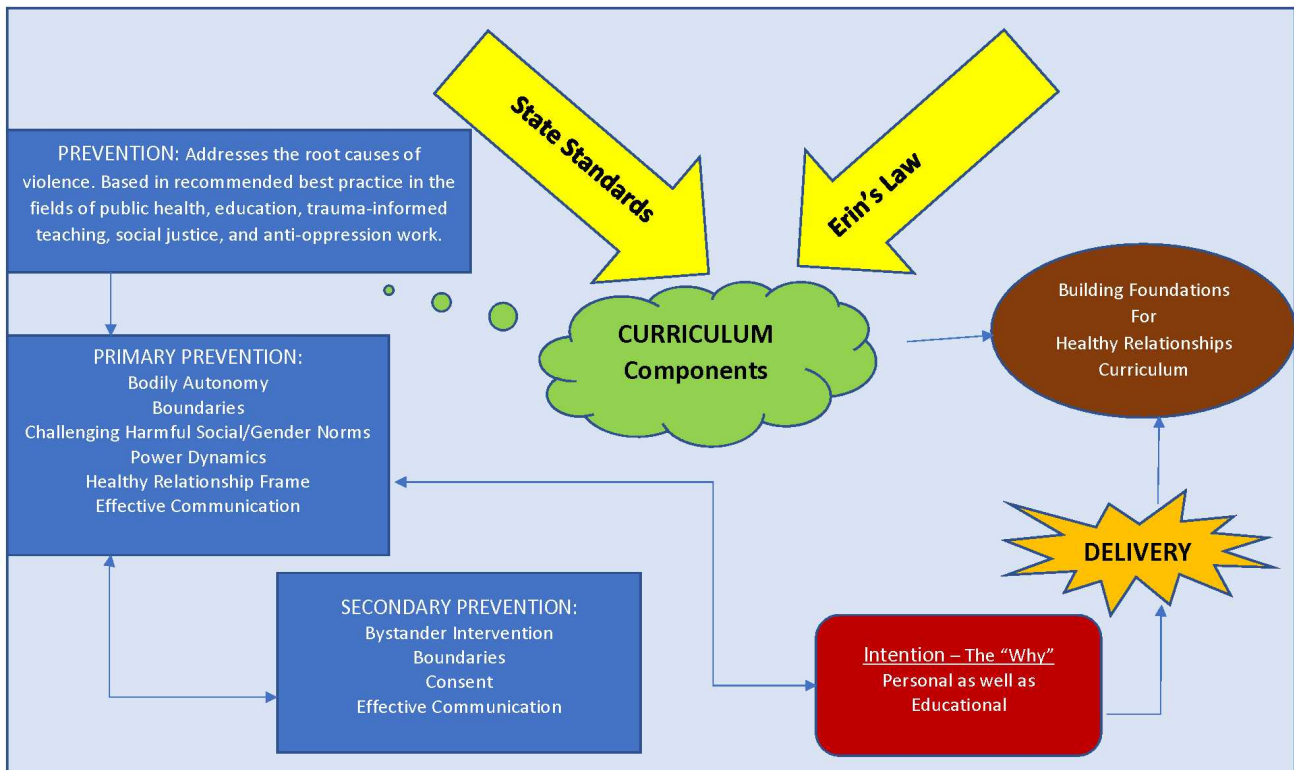 State Standards
Erin's Law
PREVENTION: Addresses the root causes of
violence. Based in recommended best practice in the
fields of public health, education, trauma-informed
teaching, social justice, and anti-oppression work.
CURRICULUM
Components
Building Foundations
For
Healthy Relationships
Curriculum
PRIMARY PREVENTION:
Bodily Autonomy
Boundaries
Challenging Harmful Social/Gender Norms
Power Dynamics
Healthy Relationship Frame
Effective Communication
DELIVERY
SECONDARY PREVENTION:
Bystander Intervention
Boundaries
Consent
Effective Communication
Intention – The “Why”
Personal as well as
Educational